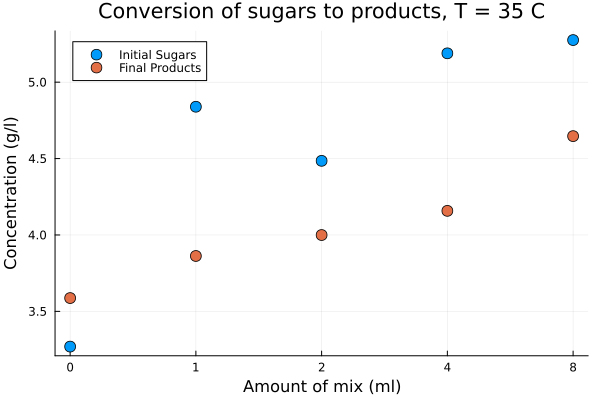 Conversion of sugars to products, T = 35 C
Initial Sugars
Final Products
Concentration (g/l)
5.0
4.5
4.0
3.5
0 1 2 4 8
Amount of mix (ml)